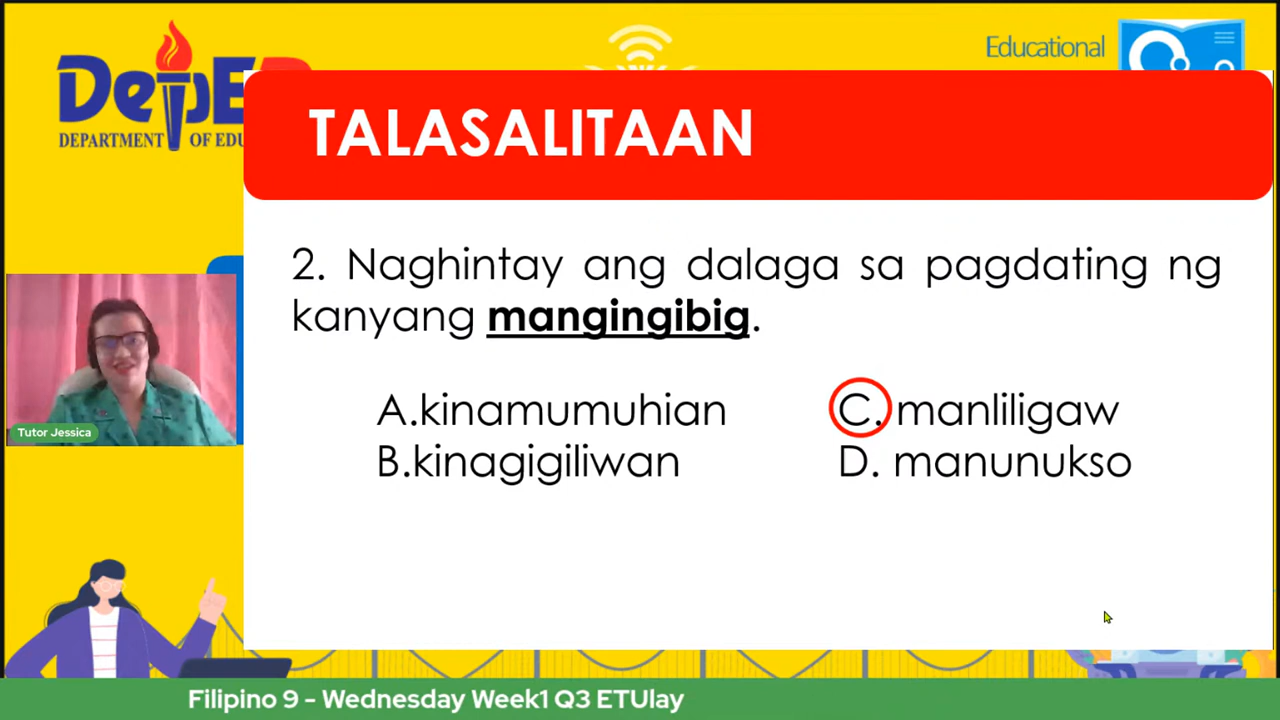 DepED
DEPARTMENT OF EDU
Educational
TALASALITAAN
2. Naghintay ang dalaga sa pagdating ng
kanyang mangingibig.
A.kinamumuhian
C. manliligaw
B.kinagigiliwan
D. manunukso
Tutor Jessica
Filipino 9 - Wednesday Week1 Q3 ETUlay